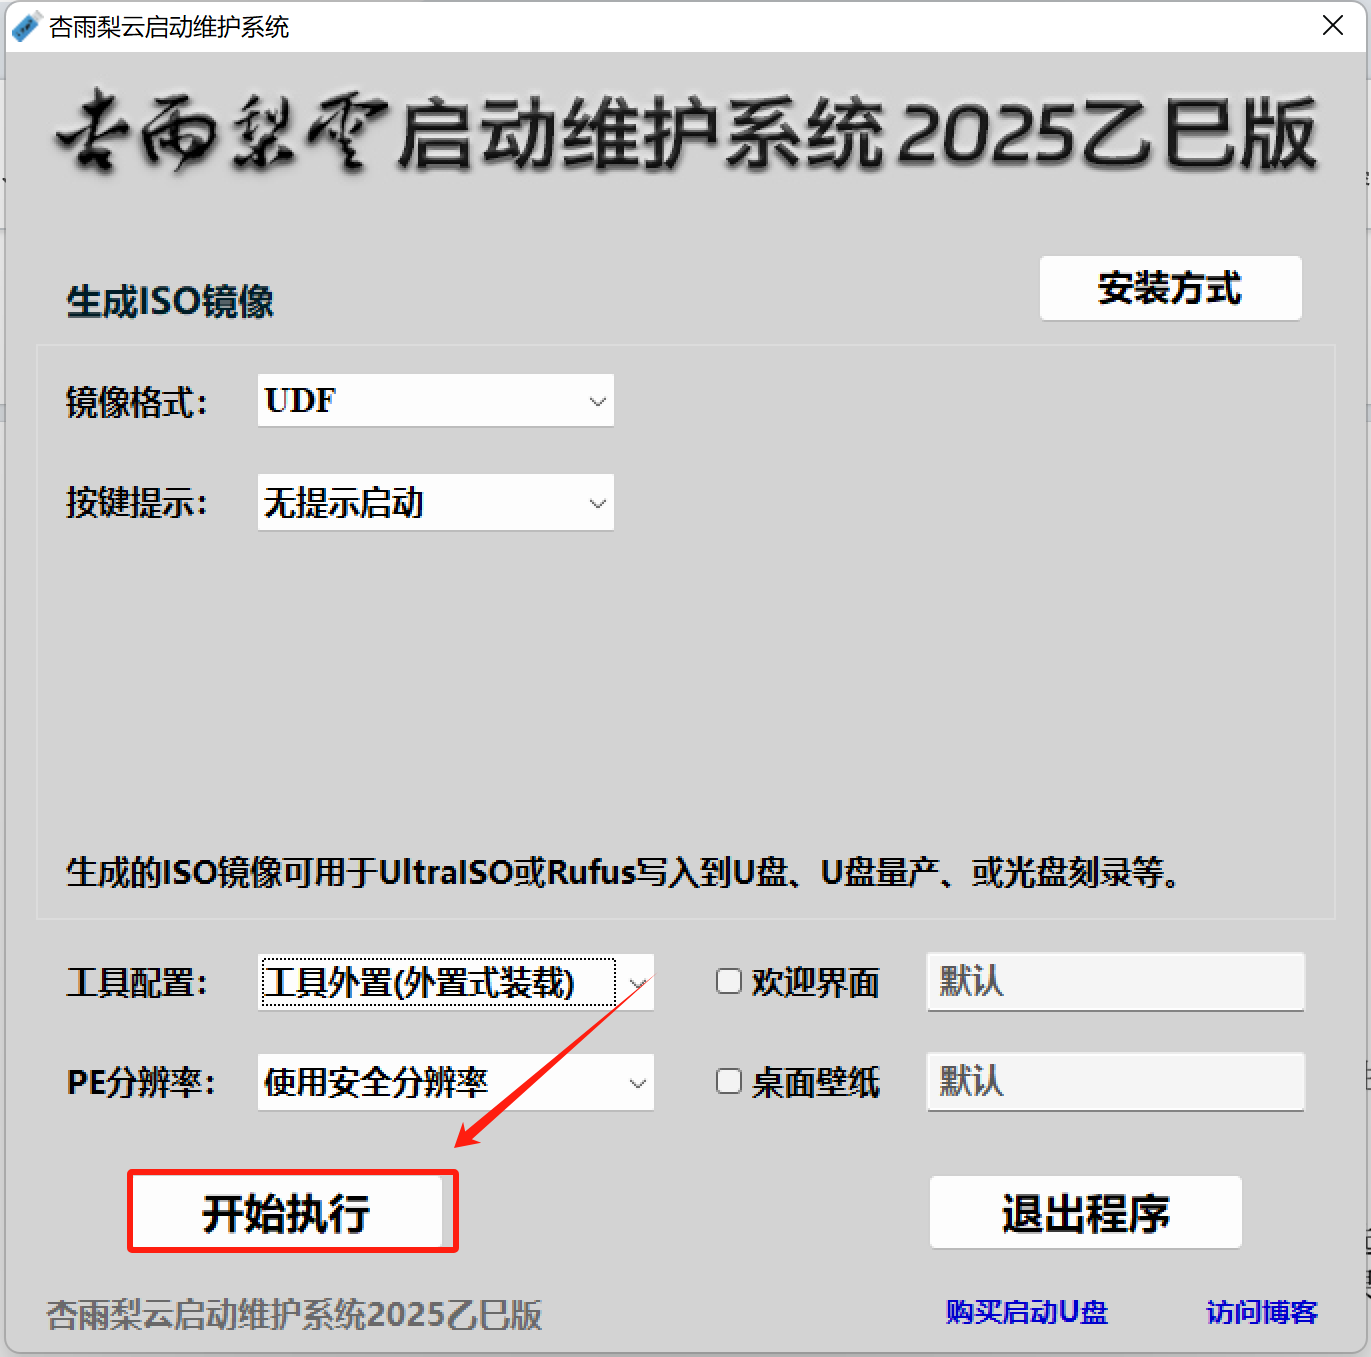 杏雨梨云启动维护系统
杏雨梨雲启动维护系统2025乙巳版
生成ISO镜像
安装方式
镜像格式：
UDF
按键提示：
无提示启动
生成的ISO镜像可用于UltraISO或Rufus写入到U盘、U盘量产、或光盘刻录等。
工具配置：
工具外置(外置式装载)
欢迎界面
默认
PE分辨率：
使用安全分辨率
桌面壁纸
默认
开始执行
退出程序
杏雨梨云启动维护系统2025乙巳版
购买启动U盘
访问博客